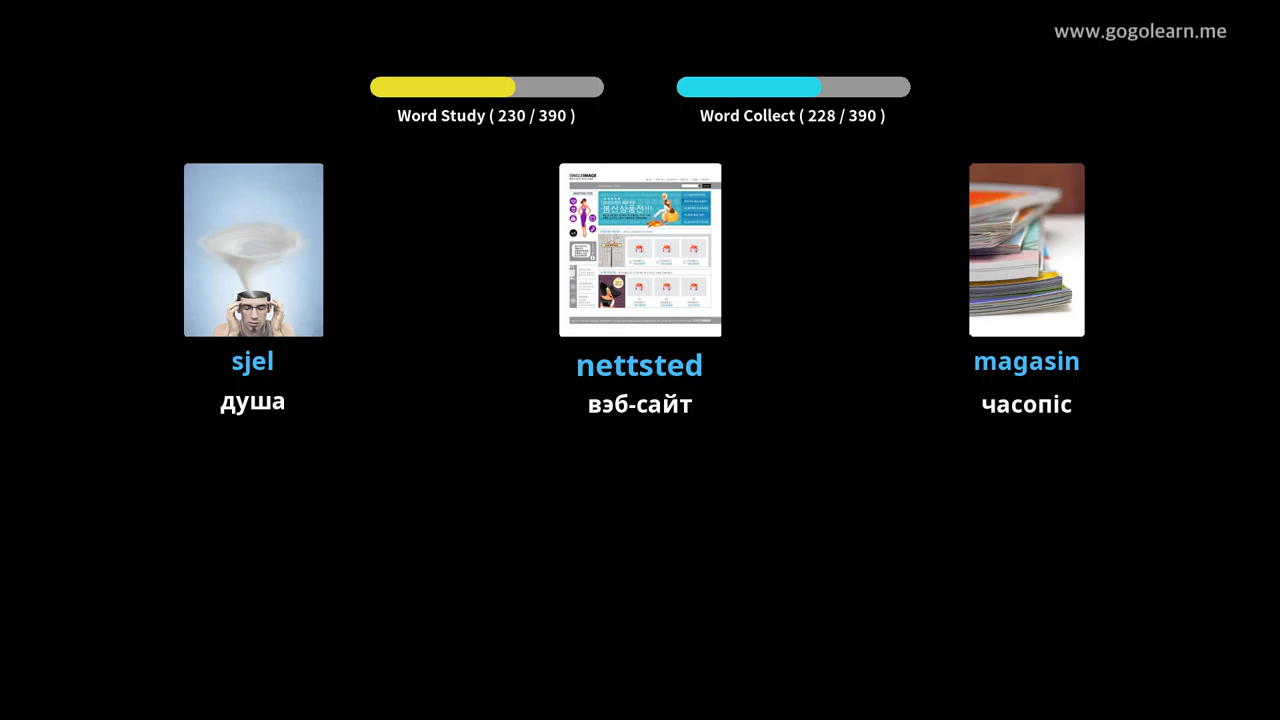 www.gogolearn.me
Word Study ( 230 / 390 )
Word Collect ( 228 / 390 )
sjel
nettsted
magasin
душа
вэб-сайт
часопіс